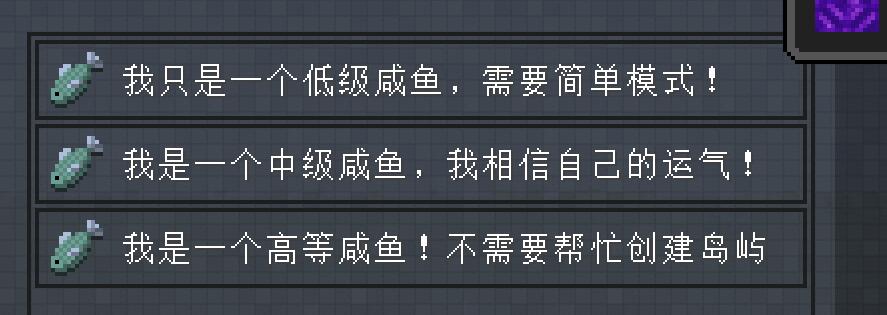 我只是一个低级咸鱼，需要简单模式！
我是一个中级咸鱼，我相信自己的运气！
我是一个高等咸鱼！不需要帮忙创建岛屿